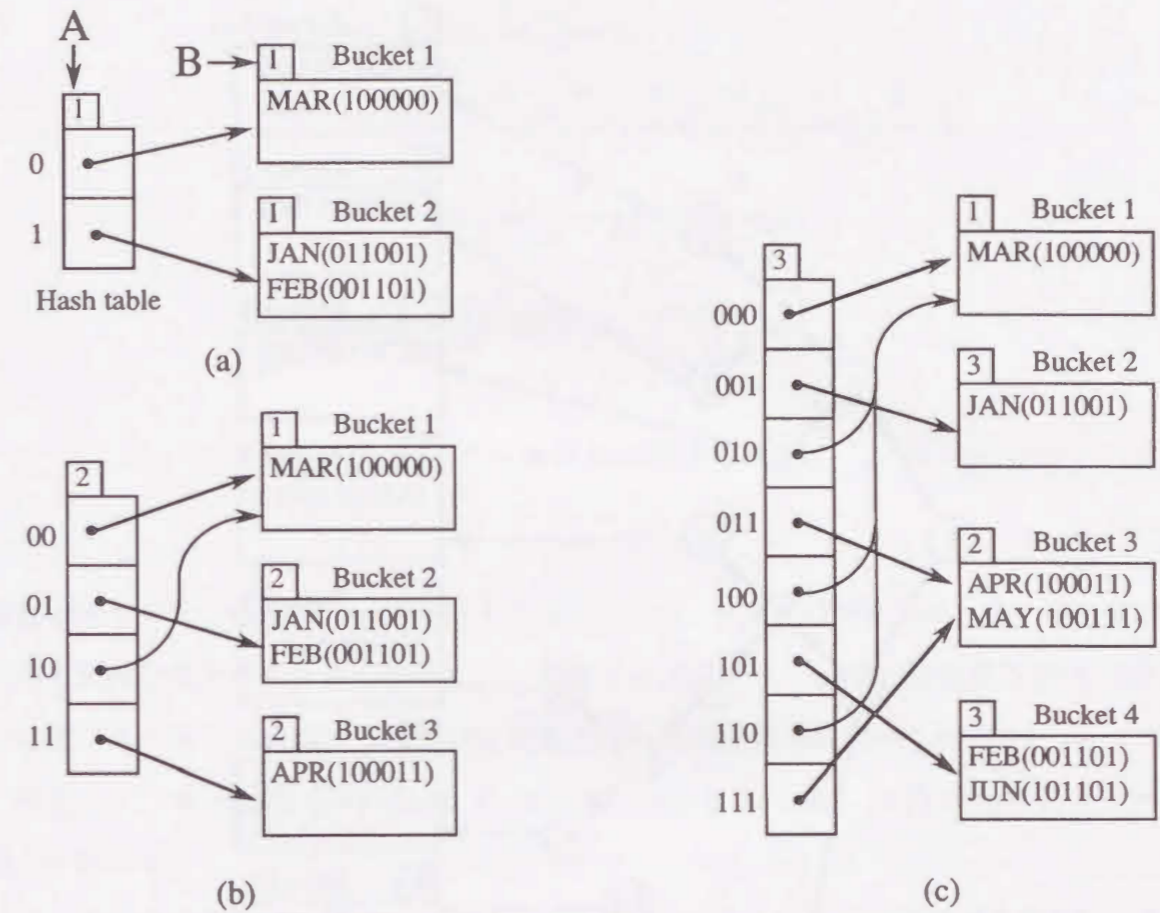 A
B
1 Bucket 1
MAR(100000)
1
0
1
Hash table
1 Bucket 2
JAN(011001)
FEB(001101)
(a)
1 Bucket 1
MAR(100000)
2
00
01
10
11
2 Bucket 2
JAN(011001)
FEB(001101)
2 Bucket 3
APR(100011)
(b)
1 Bucket 1
MAR(100000)
3
000
001
010
011
100
101
110
111
3 Bucket 2
JAN(011001)
2 Bucket 3
APR(100011)
MAY(100111)
3 Bucket 4
FEB(001101)
JUN(101101)
(c)